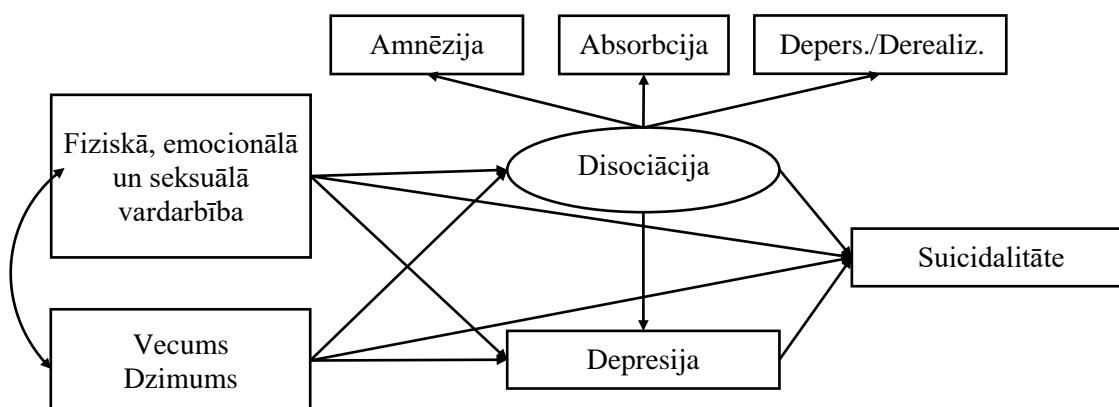 Amnēzija
Absorbcija
Depers./Derealiz.
Fiziskā, emocionālā
un seksuālā
vardarbība
Disociācija
Suicidalitāte
Vecums
Dzimums
Depresija